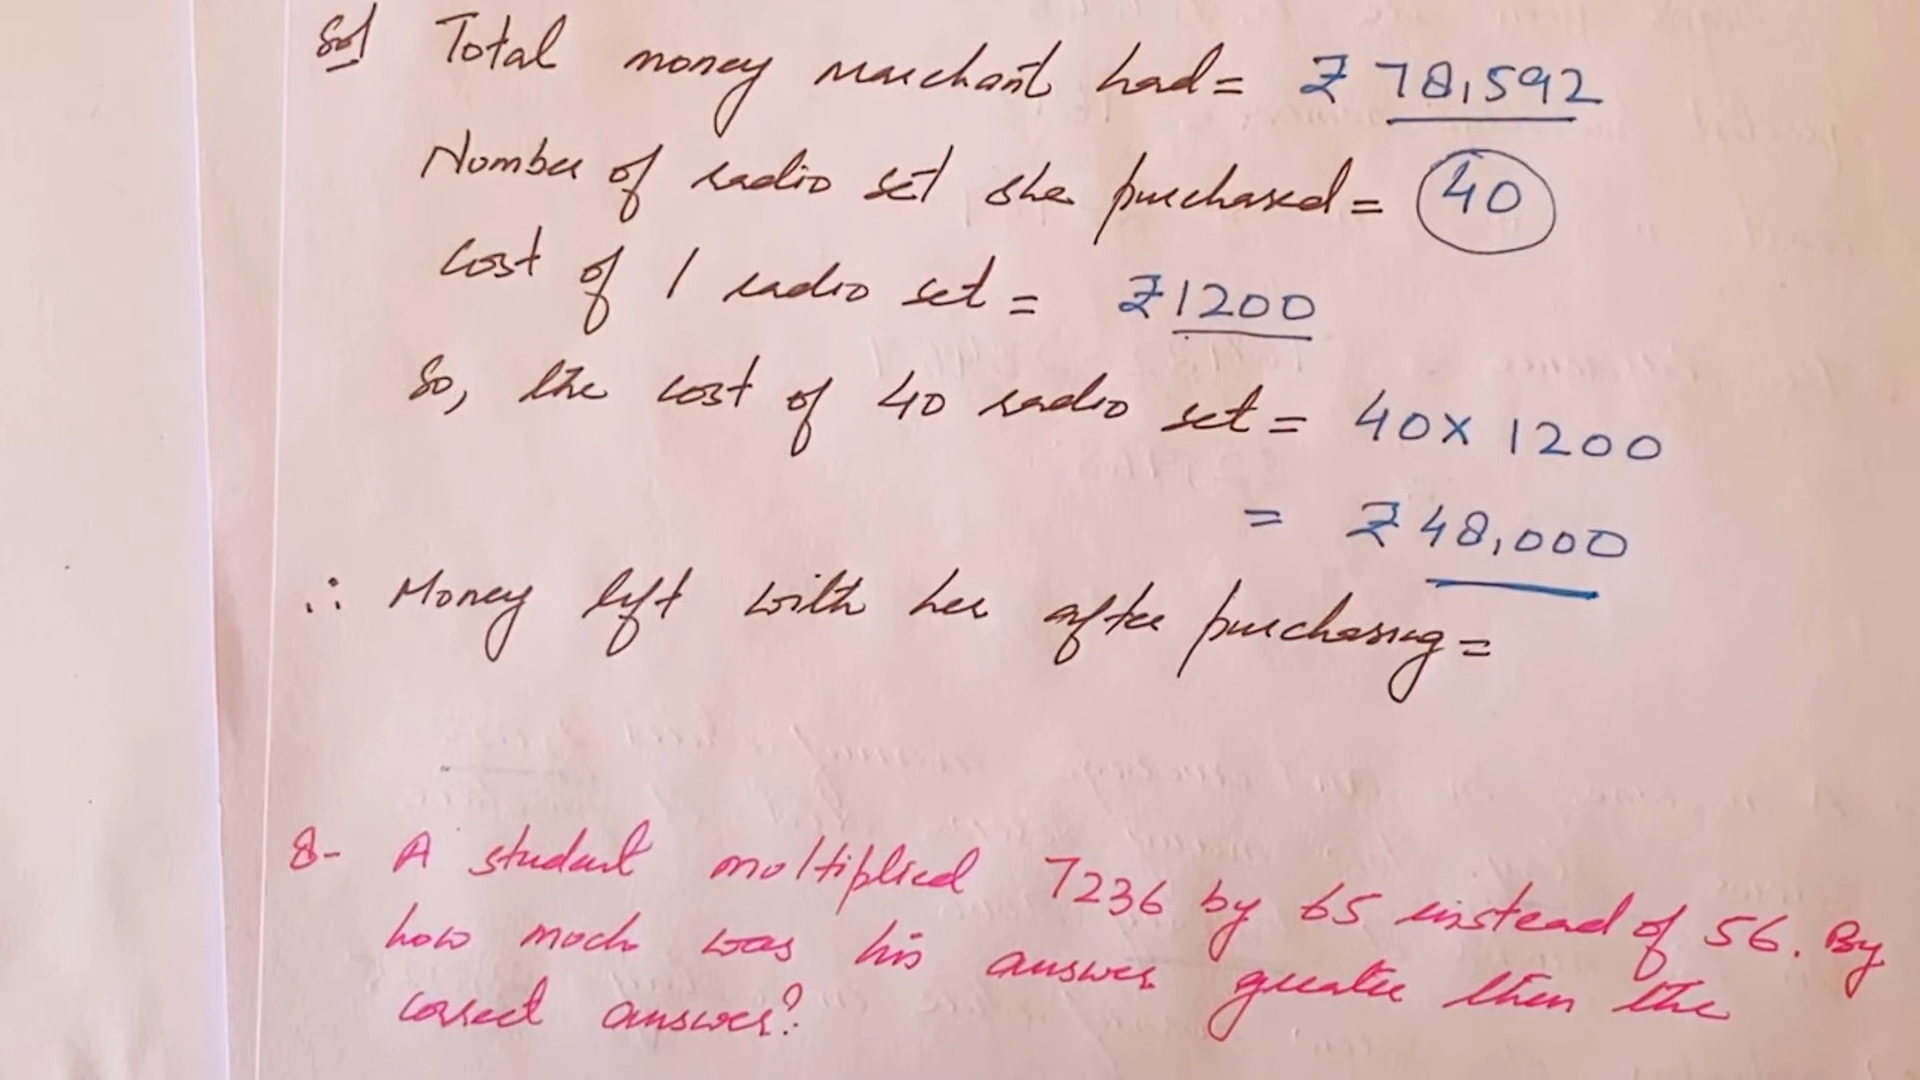 Sol Total money marchant had = ₹ 78,592
Number of radio set she purchased = 40
Cost of 1 radio set = ₹1200
So, the cost of 40 radio set = 40 x 1200
= ₹ 48,000
∴ Money left with her after purchasing =
8- A student multiplied 7236 by 65 instead of 56. By
how much was his answer greater then the
correct answer?